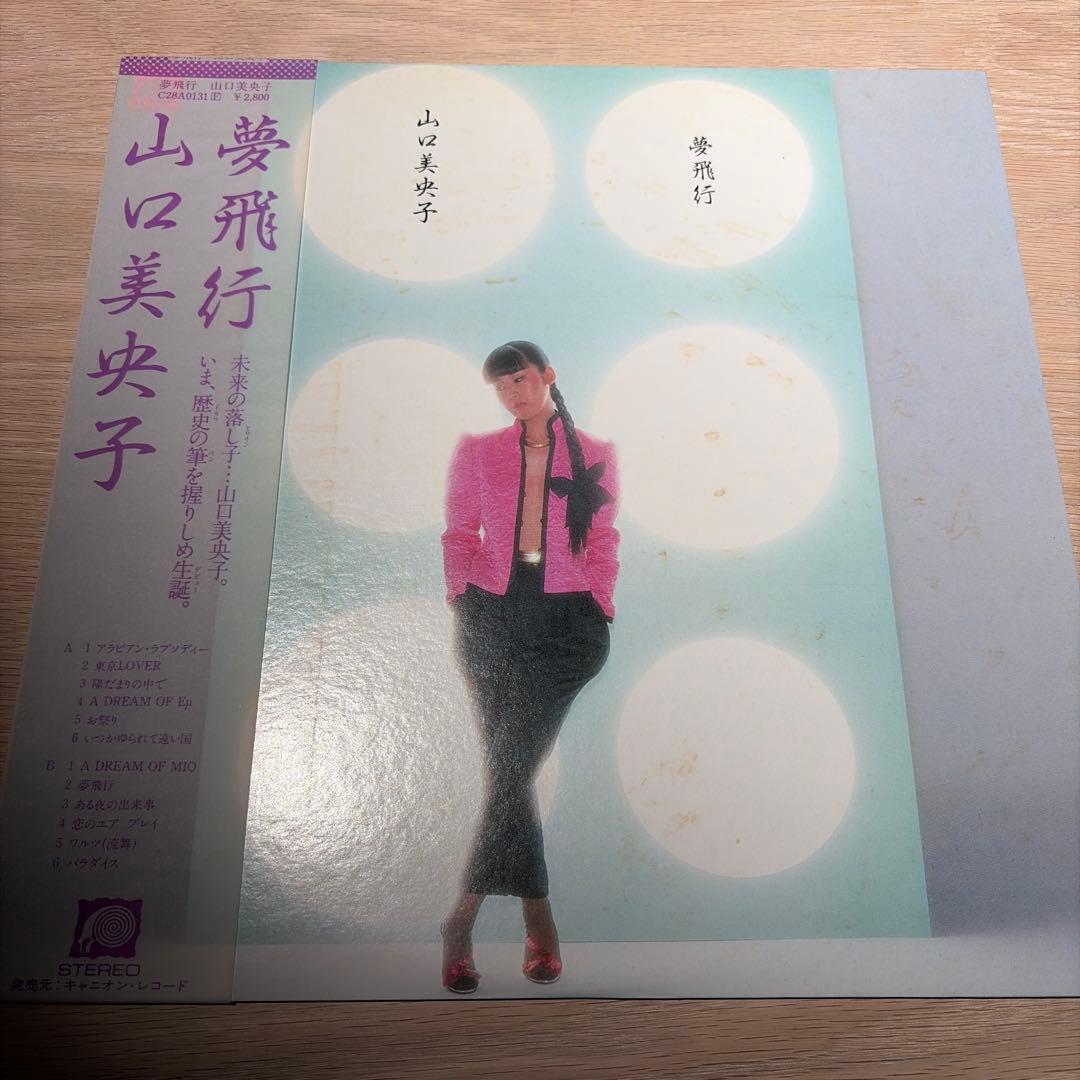 夢飛行 山口美央子
C28A0131 F ￥2,800
夢飛行
山口美央子
未来の落し子…山口美央子。
いま、歴史の筆を握りしめ生誕。
A 1 アラビアン・ラプソディー
2 東京LOVER
3 陽だまりの中で
4 A DREAM OF Eμ
5 お祭り
6 いつかゆられて遠い国
B 1 A DREAM OF MIO
2 夢飛行
3 ある夜の出来事
4 恋のエア プレイ
5 ワルツ(流舞)
6 パラダイス
STEREO
発売元：キャニオン・レコード
山口美央子
夢飛行